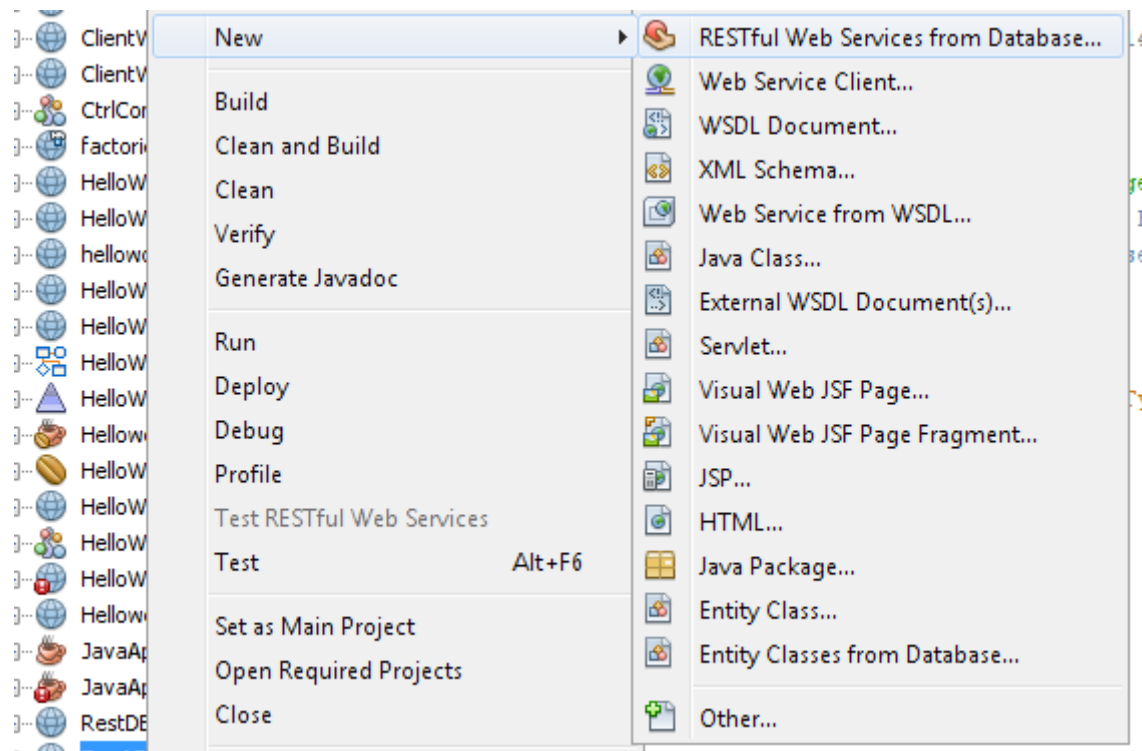 ClientW
ClientW
CtrlCor
factori
HelloW
HelloW
hellowo
HelloW
HelloW
HelloW
HelloW
Hellow
HelloW
HelloW
HelloW
HelloW
Hellow
JavaAp
JavaAp
RestDB
New
Build
Clean and Build
Clean
Verify
Generate Javadoc
Run
Deploy
Debug
Profile
Test RESTful Web Services
Test Alt+F6
Set as Main Project
Open Required Projects
Close
RESTful Web Services from Database...
Web Service Client...
WSDL Document...
XML Schema...
Web Service from WSDL...
Java Class...
External WSDL Document(s)...
Servlet...
Visual Web JSF Page...
Visual Web JSF Page Fragment...
JSP...
HTML...
Java Package...
Entity Class...
Entity Classes from Database...
Other...